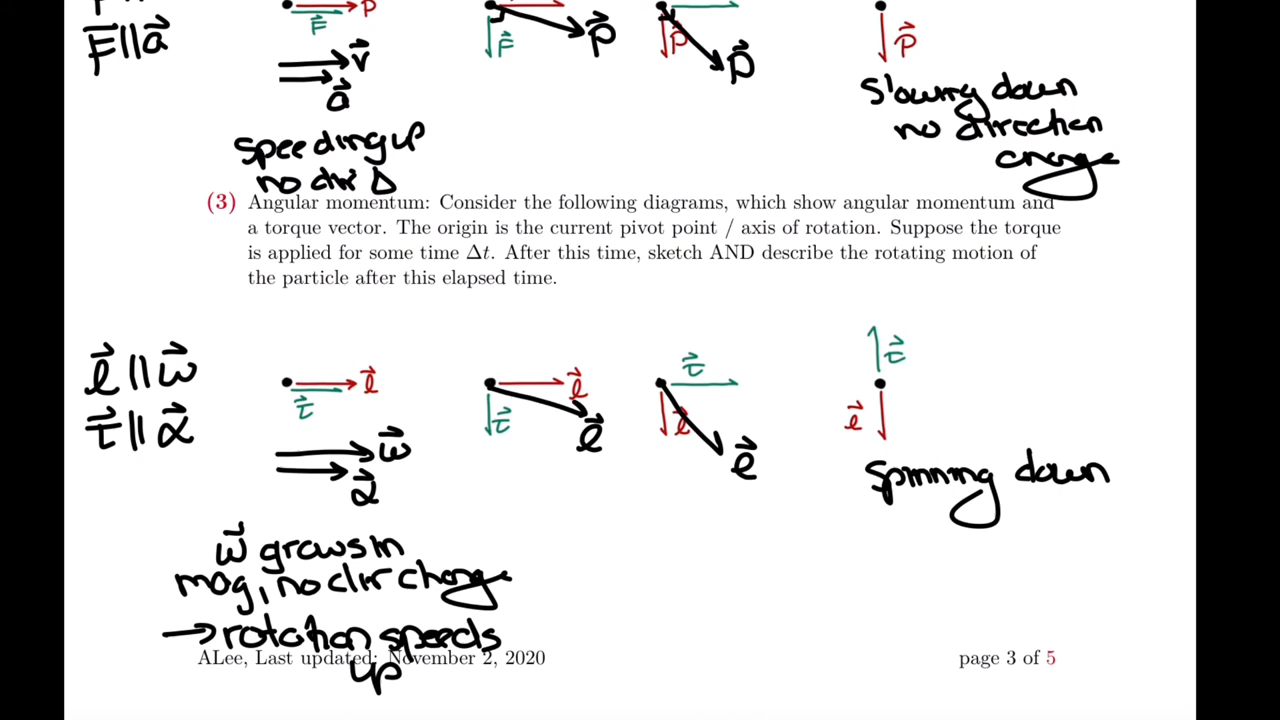 F⃗ P
F⃗ p⃗ p⃗ p⃗ p⃗
F⃗ || a⃗
v⃗
a⃗
speeding up
no dir Δ
slowing down
no direction
change
(3) Angular momentum: Consider the following diagrams, which show angular momentum and
a torque vector. The origin is the current pivot point / axis of rotation. Suppose the torque
is applied for some time Δt. After this time, sketch AND describe the rotating motion of
the particle after this elapsed time.
ℓ⃗ || ω⃗
τ⃗ || α⃗
τ⃗ ℓ⃗
ω⃗
α⃗
ω⃗ grows in
mag, no dir change
→ rotation speeds
up
τ⃗ ℓ⃗
ℓ⃗
τ⃗
ℓ⃗
ℓ⃗
τ⃗
ℓ⃗
spinning down
ALee, Last updated: November 2, 2020 page 3 of 5